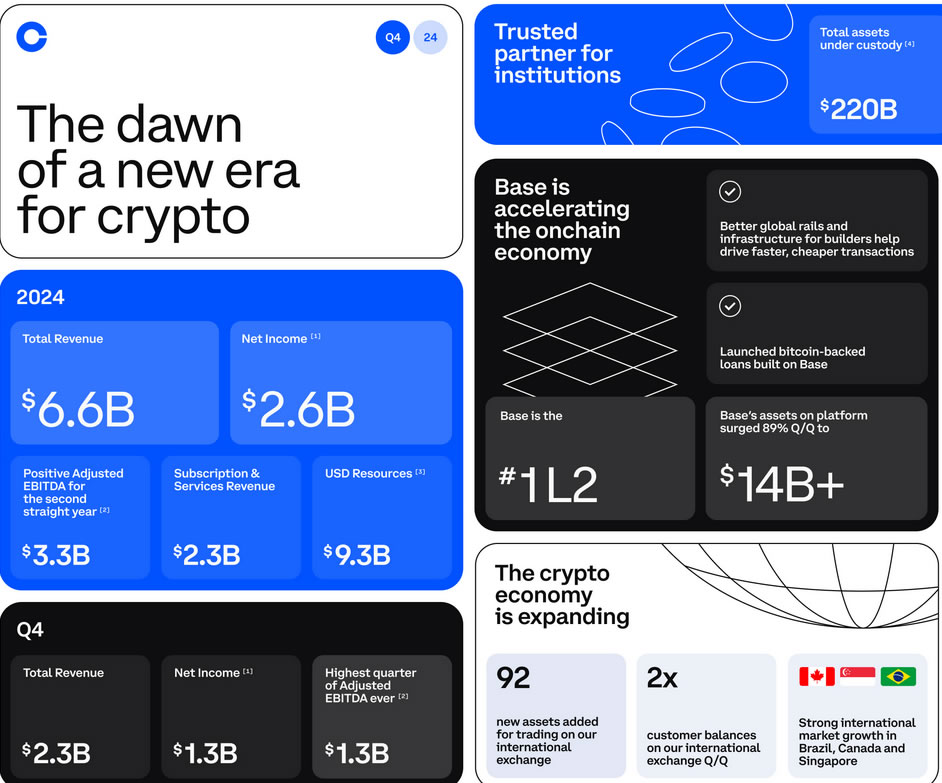 Q4
24
The dawn
of a new era
for crypto
2024
Total Revenue
$6.6B
Net Income [1]
$2.6B
Positive Adjusted
EBITDA for
the second
straight year [2]
$3.3B
Subscription &
Services Revenue
$2.3B
USD Resources [3]
$9.3B
Q4
Total Revenue
$2.3B
Net Income [1]
$1.3B
Highest quarter
of Adjusted
EBITDA ever [2]
$1.3B
Trusted
partner for
institutions
Total assets
under custody [4]
$220B
Base is
accelerating
the onchain
economy
Better global rails and
infrastructure for builders help
drive faster, cheaper transactions
Launched bitcoin-backed
loans built on Base
Base is the
#1 L2
Base's assets on platform
surged 89% Q/Q to
$14B+
The crypto
economy
is expanding
92
new assets added
for trading on our
international
exchange
2x
customer balances
on our international
exchange Q/Q
Strong international
market growth in
Brazil, Canada and
Singapore